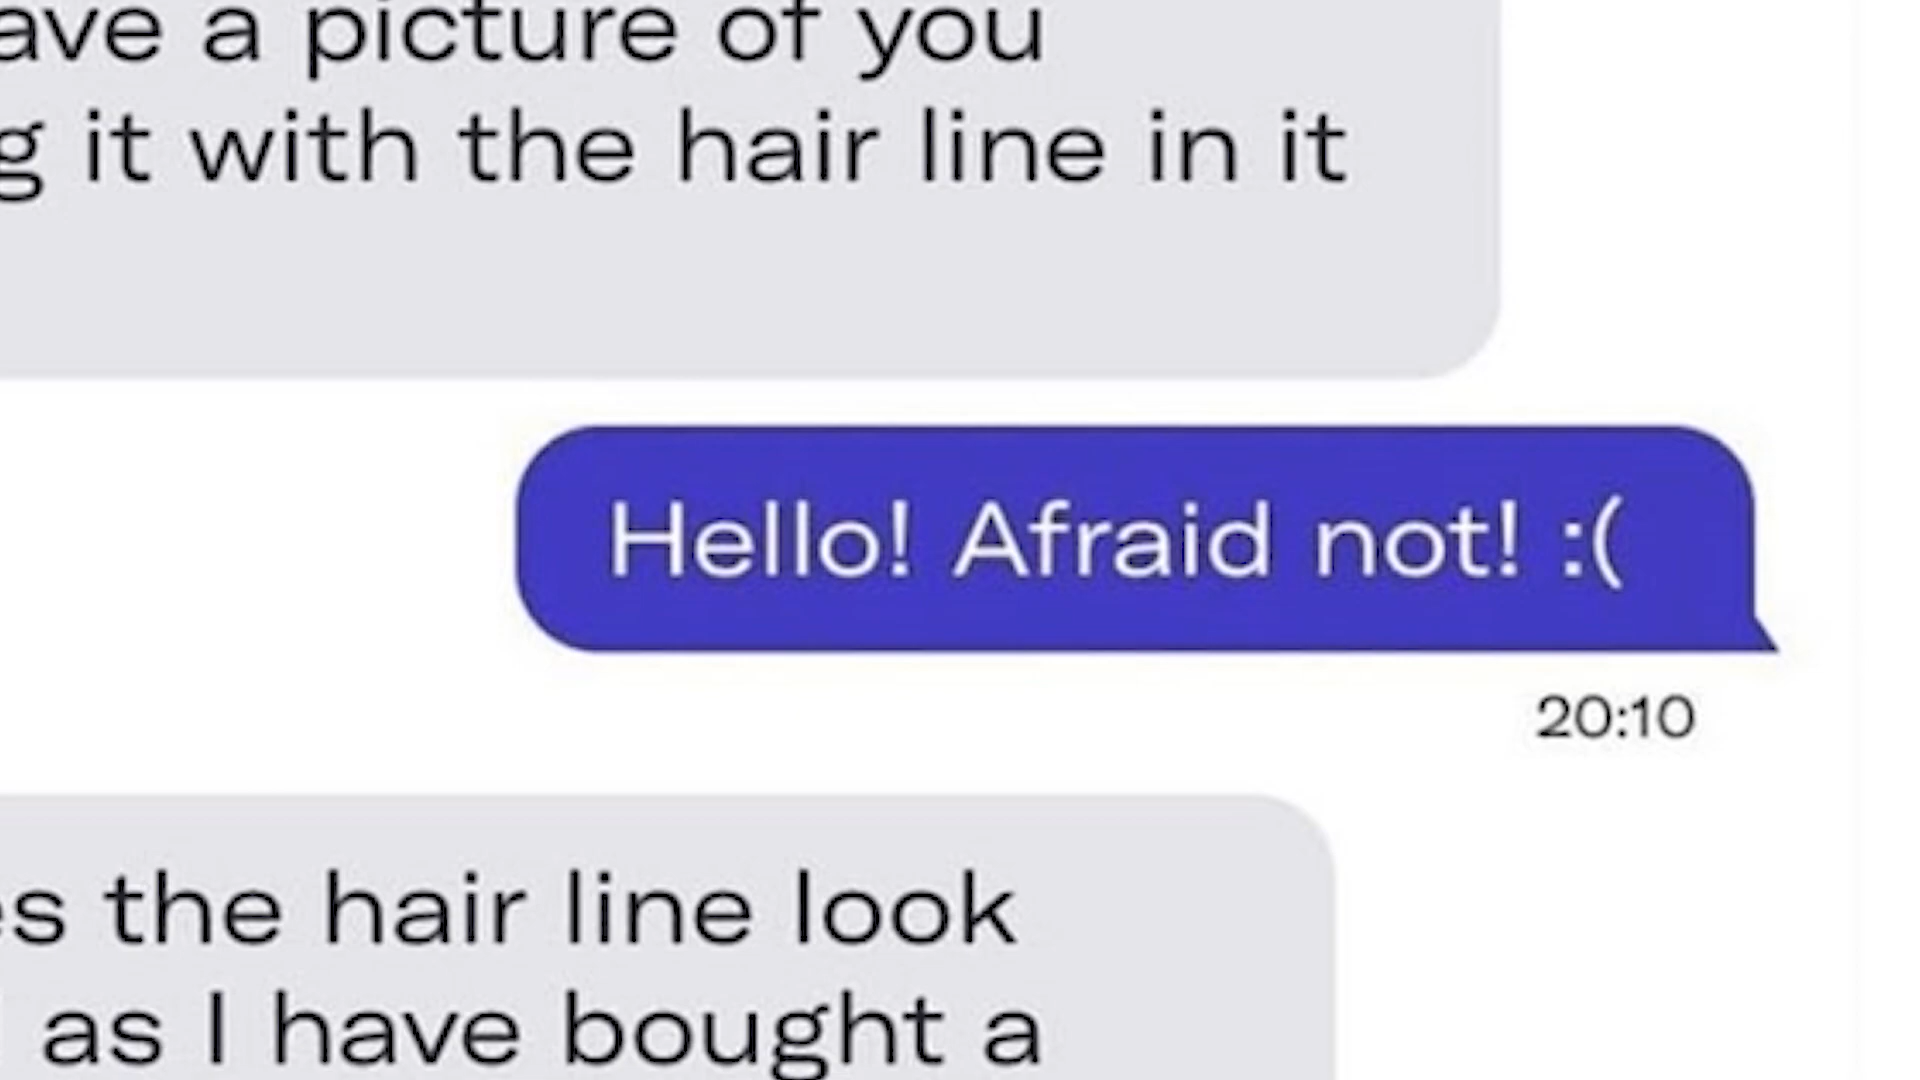 ave a picture of you
g it with the hair line in it
Hello! Afraid not! :(
20:10
es the hair line look
as I have bought a